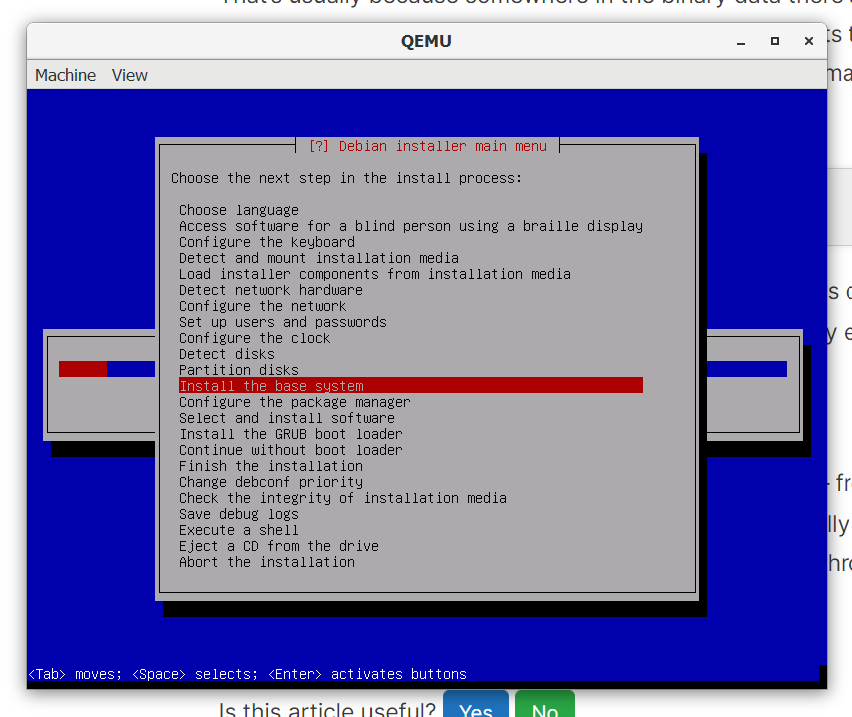 That's usually because somewhere in the binary data there's
QEMU
ts t
Machine View
ma
[?] Debian installer main menu
Choose the next step in the install process:
Choose language
Access software for a blind person using a braille display
Configure the keyboard
Detect and mount installation media
Load installer components from installation media
Detect network hardware
Configure the network
Set up users and passwords
Configure the clock
Detect disks
Partition disks
Install the base system
Configure the package manager
Select and install software
Install the GRUB boot loader
Continue without boot loader
Finish the installation
Change debconf priority
Check the integrity of installation media
Save debug logs
Execute a shell
Eject a CD from the drive
Abort the installation
<Tab> moves; <Space> selects; <Enter> activates buttons
Is this article useful? Yes No